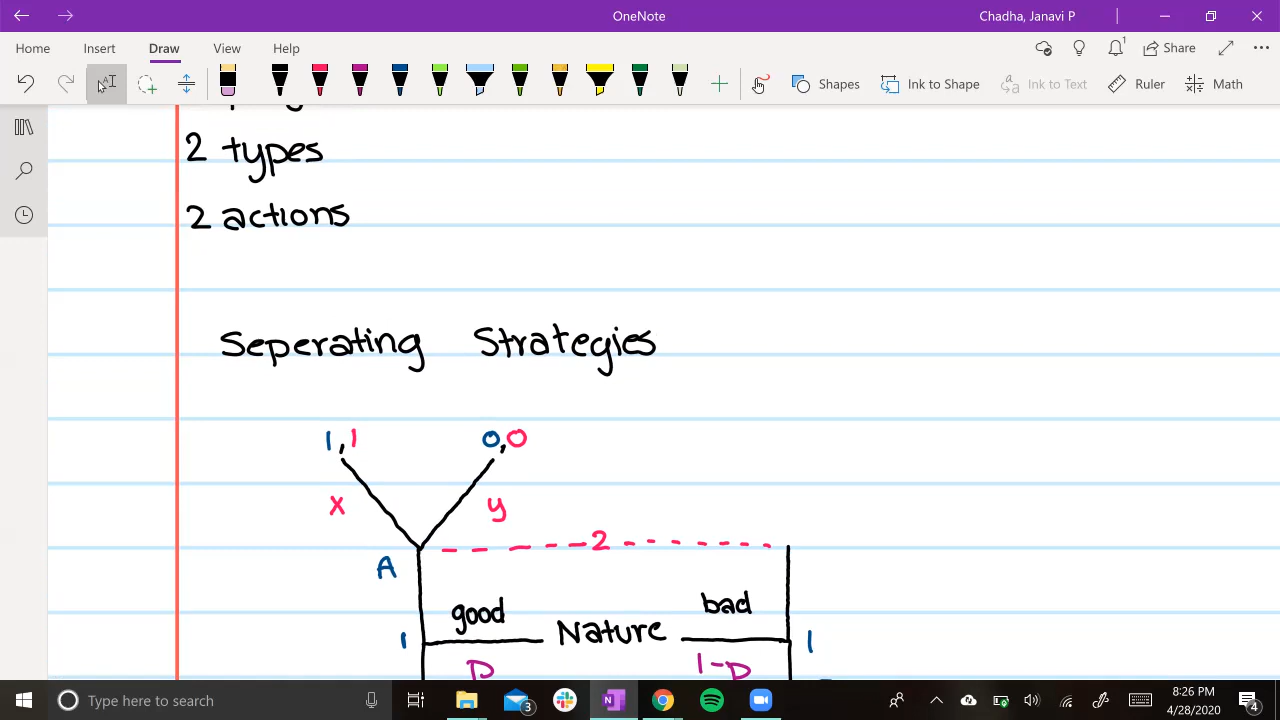 OneNote
Chadha, Janavi P
Home Insert Draw View Help
Share
Shapes
Ink to Shape
Ink to Text
Ruler
Math
2 types
2 actions
Seperating Strategies
1,1 0,0
x y
2
A
good Nature bad
1 1
P 1-P
Type here to search
3
8:26 PM
4/28/2020
4